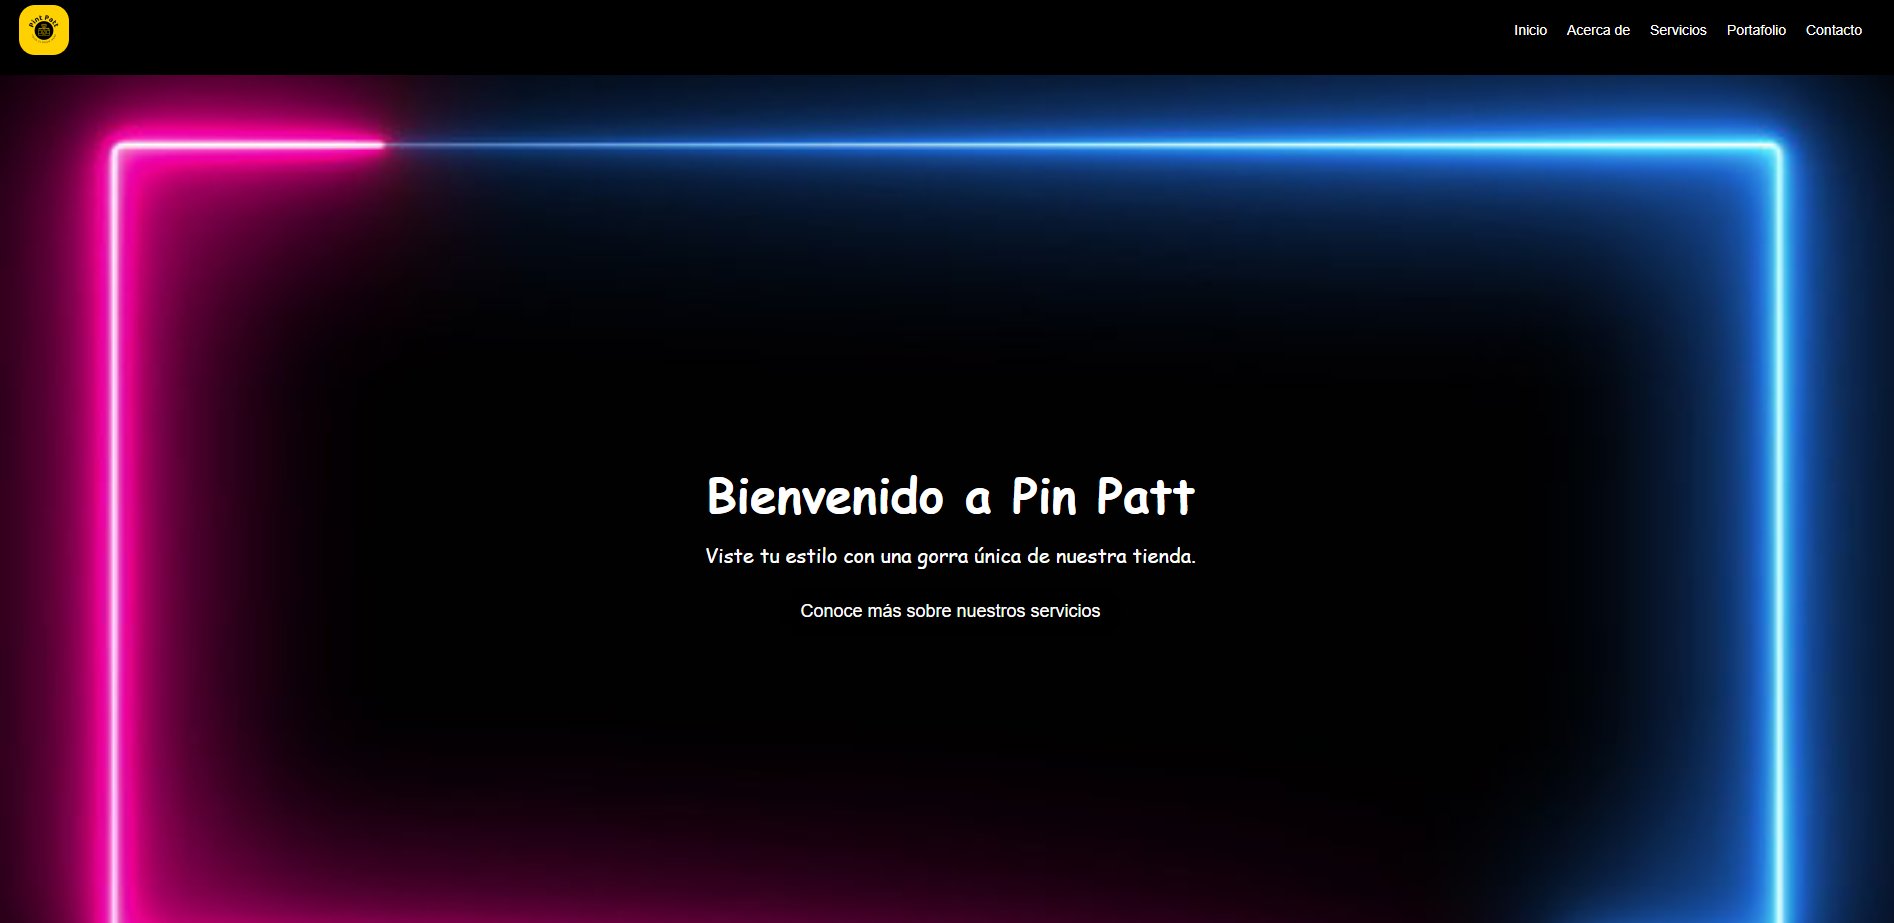 Pint Patt
Inicio Acerca de Servicios Portafolio Contacto
Bienvenido a Pin Patt
Viste tu estilo con una gorra única de nuestra tienda.
Conoce más sobre nuestros servicios